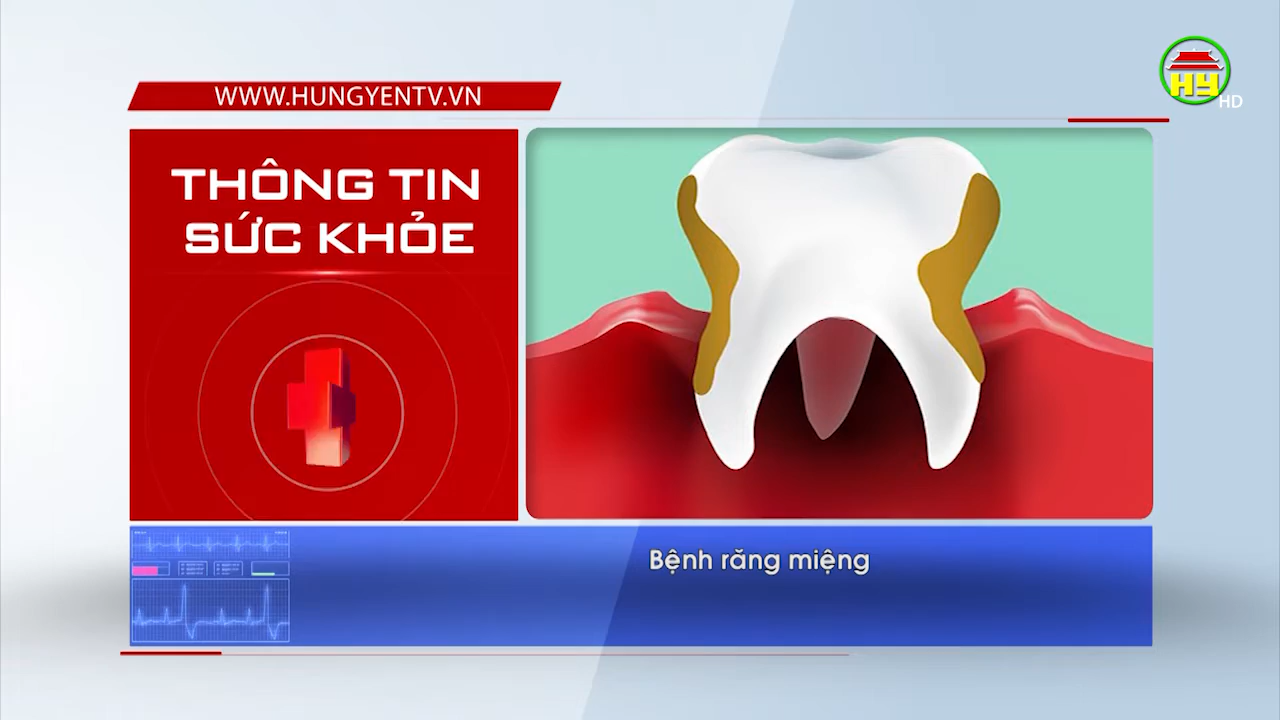 WWW.HUNGYENTV.VN
HY
HD
THÔNG TIN
SỨC KHỎE
Bệnh răng miệng